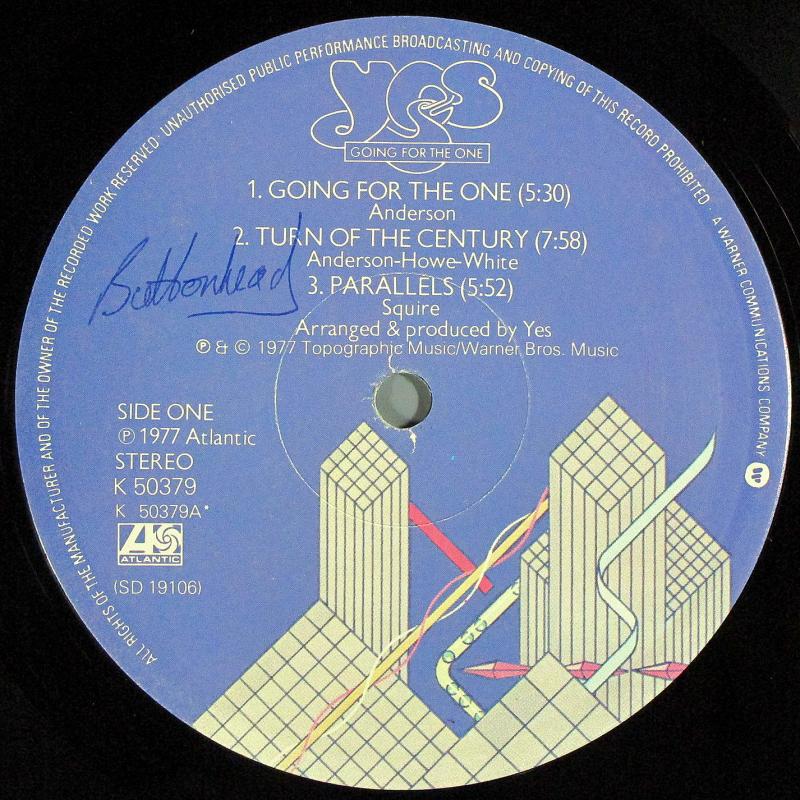 ALL RIGHTS OF THE MANUFACTURER AND OF THE OWNER OF THE RECORDED WORK RESERVED · UNAUTHORISED PUBLIC PERFORMANCE BROADCASTING AND COPYING OF THIS RECORD PROHIBITED · A WARNER COMMUNICATIONS COMPANY
YES
GOING FOR THE ONE
1. GOING FOR THE ONE (5:30)
Anderson
2. TURN OF THE CENTURY (7:58)
Anderson-Howe-White
Buttonhead
3. PARALLELS (5:52)
Squire
Arranged & produced by Yes
℗ & © 1977 Topographic Music/Warner Bros. Music
SIDE ONE
℗ 1977 Atlantic
STEREO
K 50379
K 50379A*
ATLANTIC
(SD 19106)